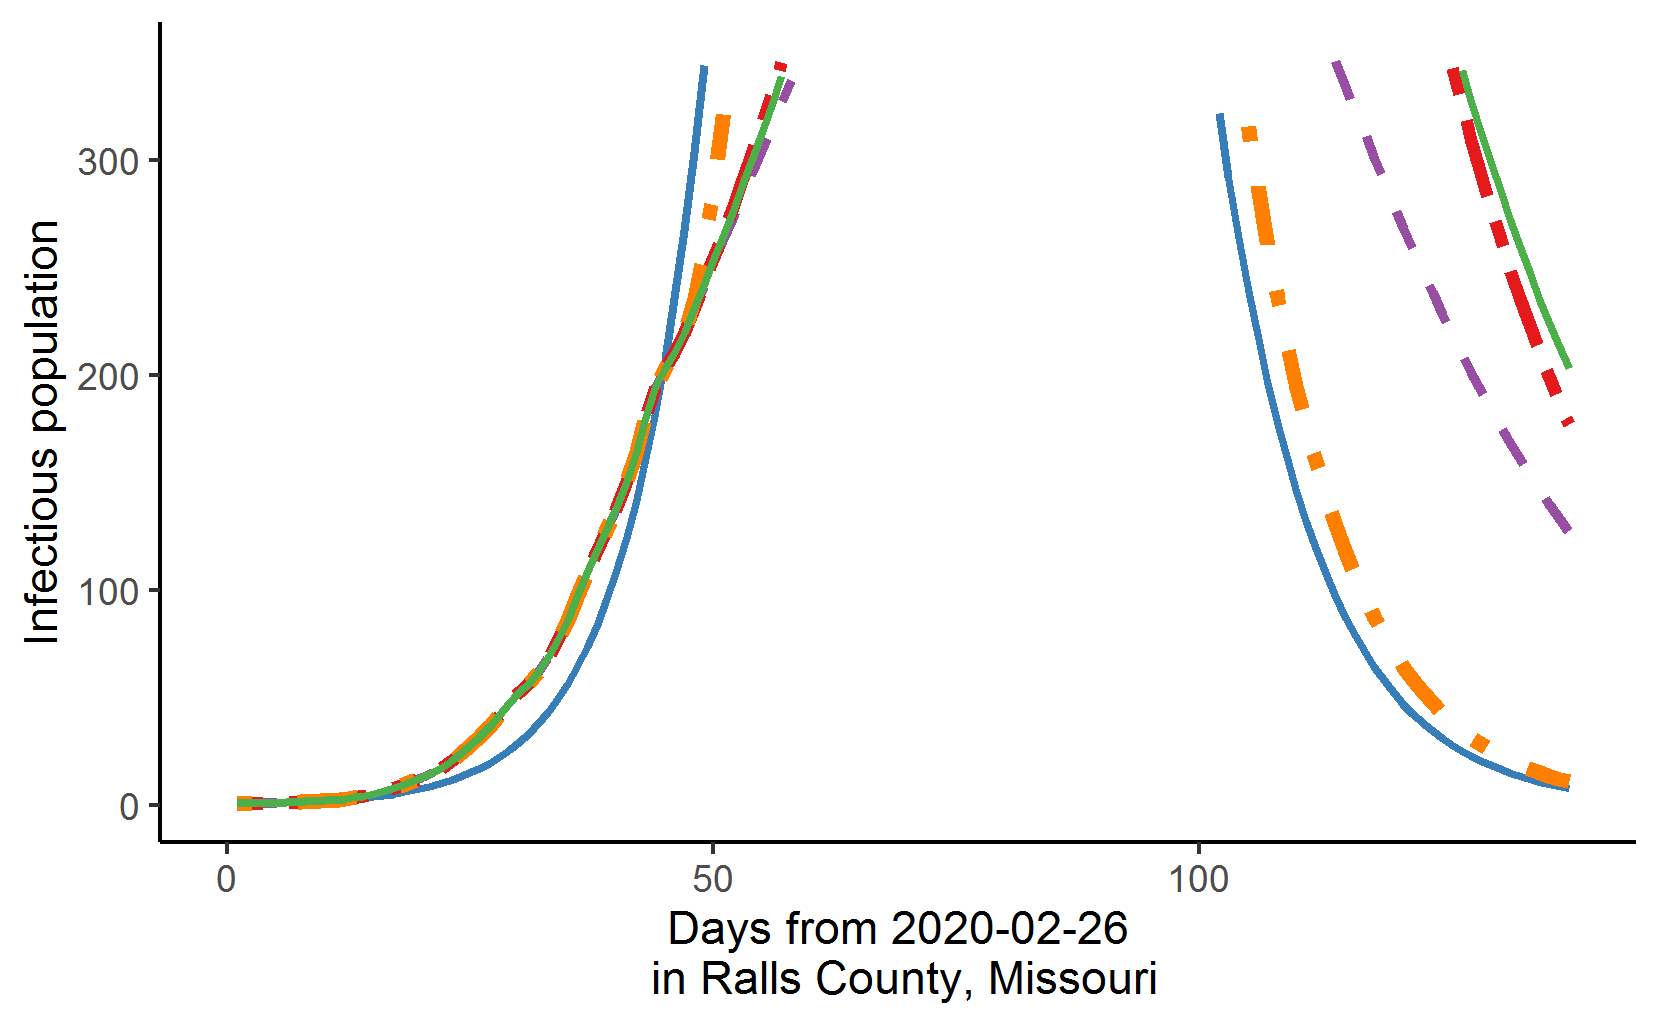 Infectious population
300
200
100
0
0 50 100
Days from 2020-02-26
in Ralls County, Missouri